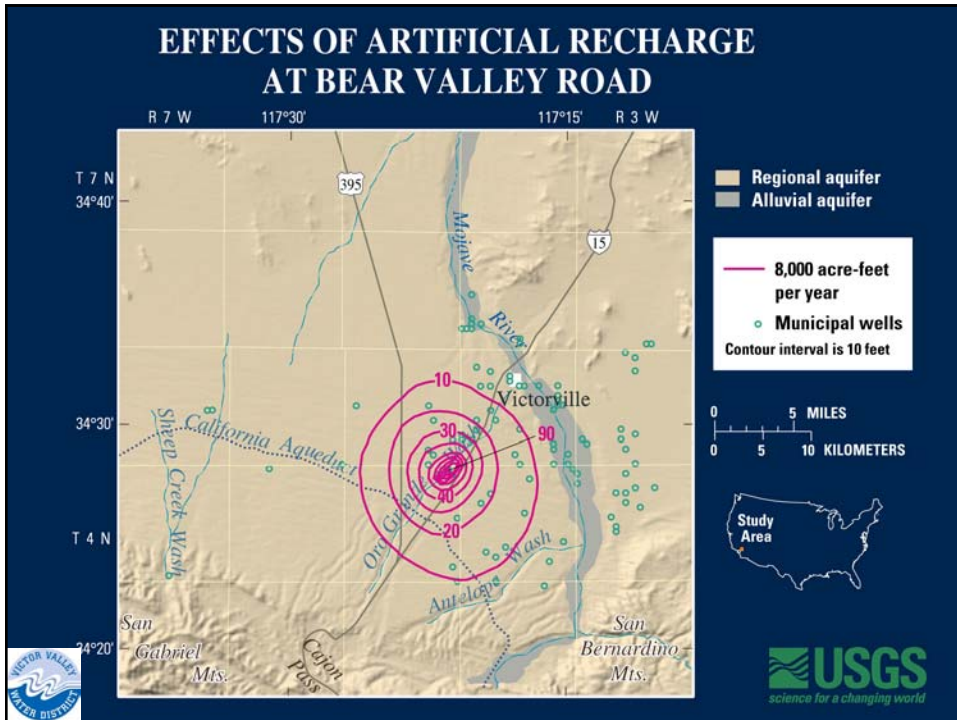 EFFECTS OF ARTIFICIAL RECHARGE
AT BEAR VALLEY ROAD
R 7 W
117°30'
117°15'
R 3 W
T 7 N
34°40'
395
15
Mojave
River
Regional aquifer
Alluvial aquifer
8,000 acre-feet
per year
Municipal wells
Contour interval is 10 feet
10
Victorville
34°30'
30
90
California Aqueduct
Sheep Creek Wash
40
20
Oro Grande Wash
0 5 MILES
0 5 10 KILOMETERS
T 4 N
Antelope Wash
Study
Area
34°20'
San
Gabriel
Mts.
Cajon
Pass
San
Bernardino
Mts.
VICTOR VALLEY
WATER DISTRICT
USGS
science for a changing world